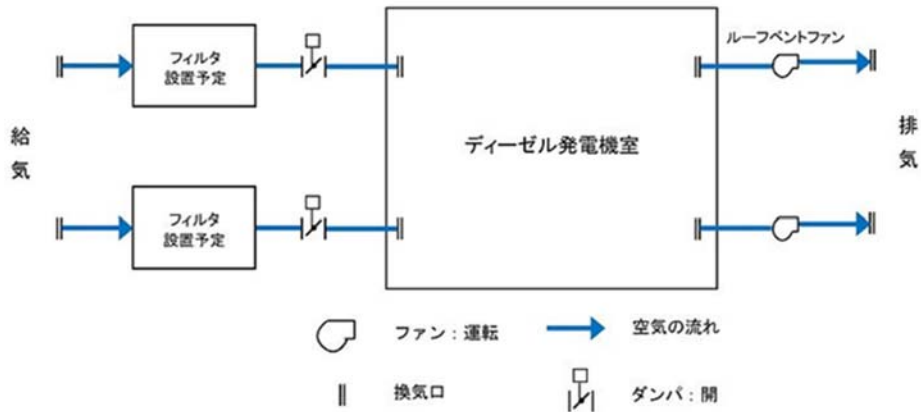 ルーフベントファン
フィルタ
設置予定
給気
ディーゼル発電機室
排気
フィルタ
設置予定
ファン：運転
空気の流れ
換気口
ダンパ：開